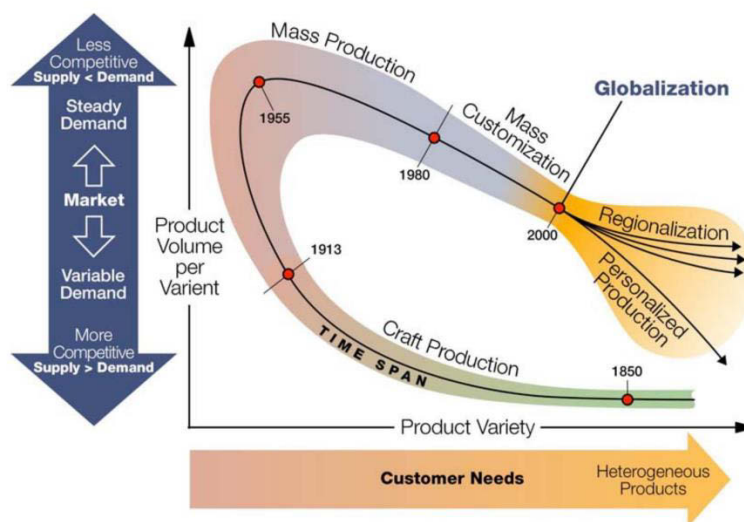 Less
Competitive
Supply < Demand
Steady
Demand
Market
Variable
Demand
More
Competitive
Supply > Demand
Product
Volume
per
Varient
Mass Production
1955
1980
Mass
Customization
Globalization
2000
Regionalization
Personalized
Production
1913
Craft Production
TIME SPAN
1850
Product Variety
Customer Needs
Heterogeneous
Products